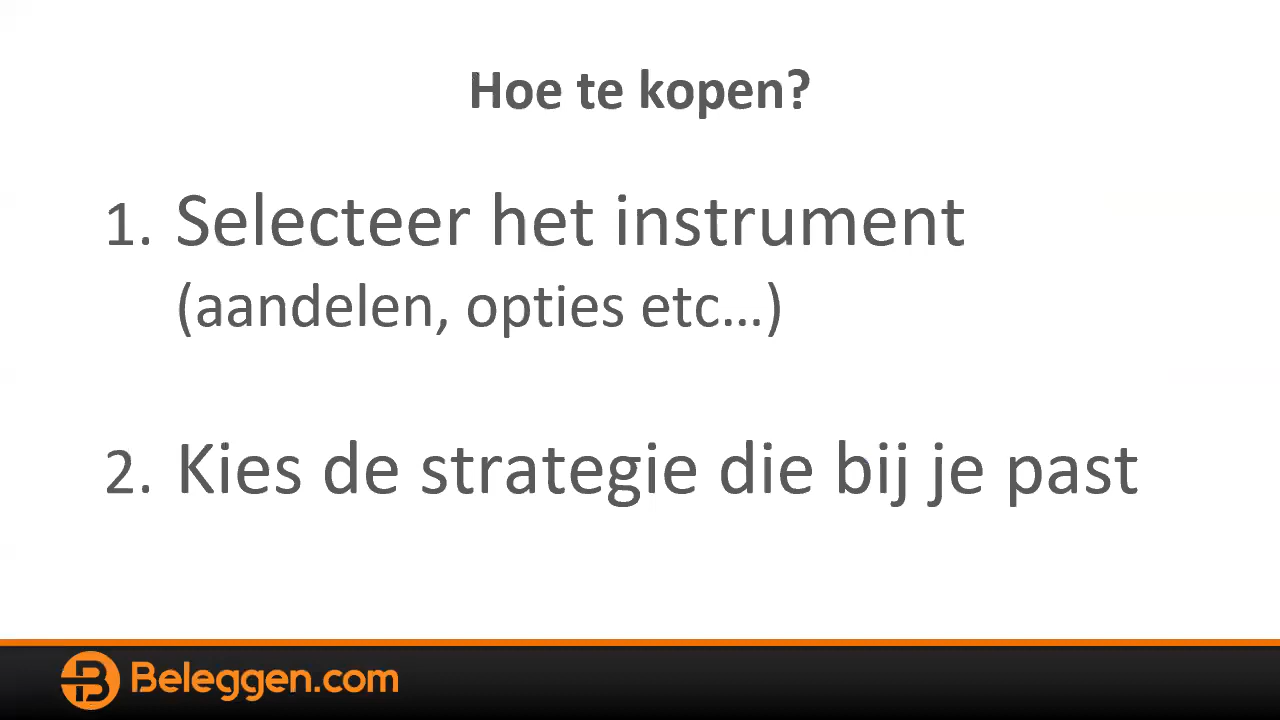 Hoe te kopen?
1. Selecteer het instrument
(aandelen, opties etc…)
2. Kies de strategie die bij je past
Beleggen.com